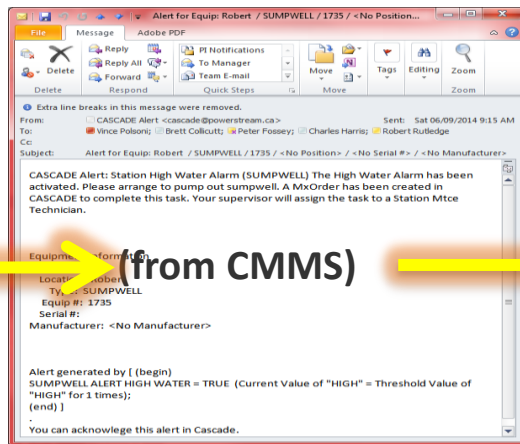 Alert for Equip: Robert / SUMPWELL / 1735 / <No Position...
File Message Adobe PDF
Delete
Reply
Reply All
Forward
PI Notifications
To Manager
Team E-mail
Move
Tags
Editing
Zoom
Delete Respond Quick Steps Move Zoom
Extra line breaks in this message were removed.
From: CASCADE Alert <cascade@powerstream.ca> Sent: Sat 06/09/2014 9:15 AM
To: Vince Polsoni; Brett Collicutt; Peter Fossey; Charles Harris; Robert Rutledge
Cc:
Subject: Alert for Equip: Robert / SUMPWELL / 1735 / <No Position> / <No Serial #> / <No Manufacturer>
CASCADE Alert: Station High Water Alarm (SUMPWELL) The High Water Alarm has been
activated. Please arrange to pump out sumpwell. A MxOrder has been created in
CASCADE to complete this task. Your supervisor will assign the task to a Station Mtce
Technician.
(from CMMS)
SUMPWELL
Equip #: 1735
Serial #:
Manufacturer: <No Manufacturer>
Alert generated by [ (begin)
SUMPWELL ALERT HIGH WATER = TRUE (Current Value of "HIGH" = Threshold Value of
"HIGH" for 1 times);
(end) ]
.
You can acknowlege this alert in Cascade.